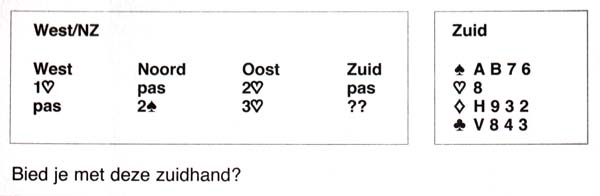 West/NZ
West Noord Oost Zuid
1♡ pas 2♡ pas
pas 2♠ 3♡ ??
Zuid
♠ A B 7 6
♡ 8
◇ H 9 3 2
♣ V 8 4 3
Bied je met deze zuidhand?